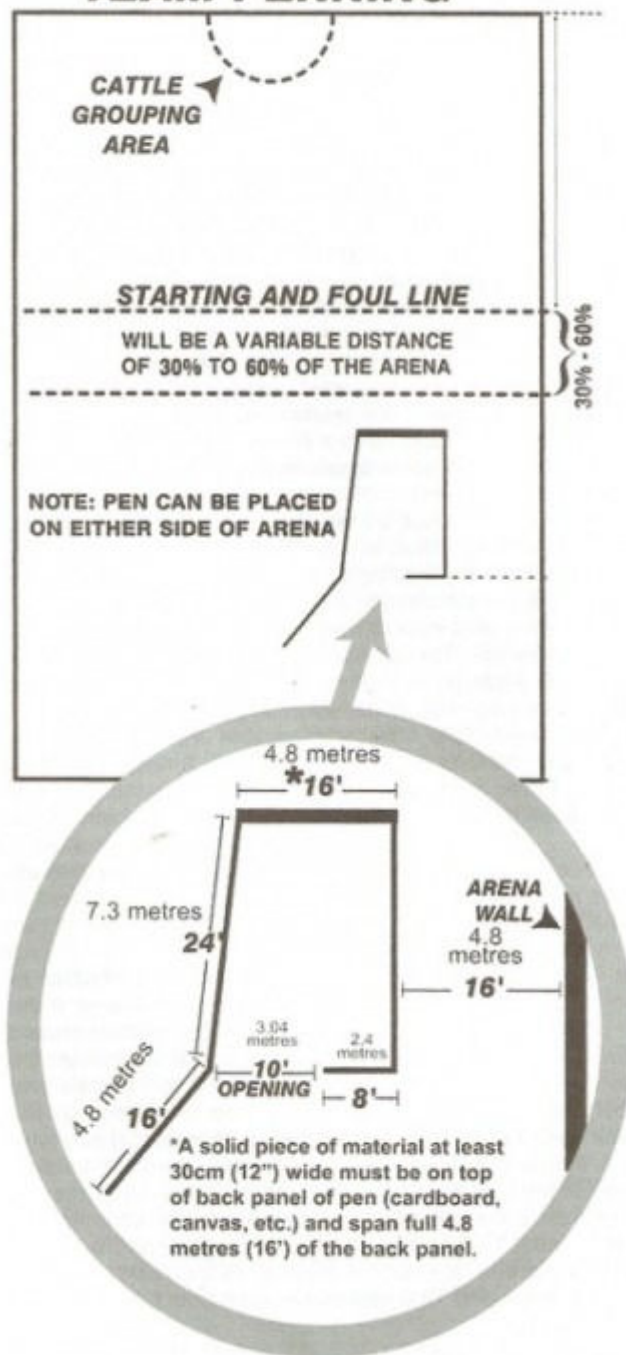 CATTLE
GROUPING
AREA
STARTING AND FOUL LINE
WILL BE A VARIABLE DISTANCE
OF 30% TO 60% OF THE ARENA
30% - 60%
NOTE: PEN CAN BE PLACED
ON EITHER SIDE OF ARENA
4.8 metres
*16'
7.3 metres
24'
ARENA
WALL
4.8
metres
16'
3.04
metres
10'
OPENING
2.4
metres
8'
4.8 metres
16'
*A solid piece of material at least
30cm (12") wide must be on top
of back panel of pen (cardboard,
canvas, etc.) and span full 4.8
metres (16') of the back panel.